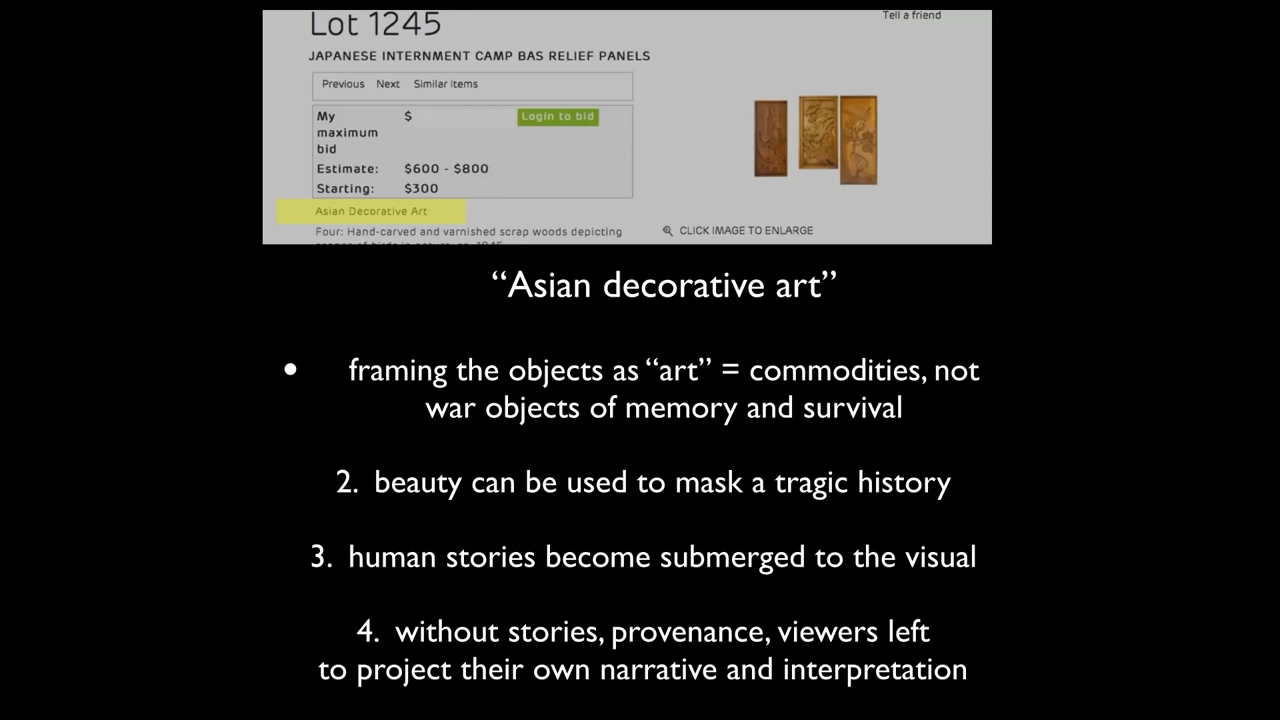 Lot 1245
Tell a friend
JAPANESE INTERNMENT CAMP BAS RELIEF PANELS
Previous Next Similar Items
My maximum bid $ Login to bid
Estimate: $600 - $800
Starting: $300
Asian Decorative Art
Four: Hand-carved and varnished scrap woods depicting
CLICK IMAGE TO ENLARGE
“Asian decorative art”
• framing the objects as “art” = commodities, not
war objects of memory and survival
2. beauty can be used to mask a tragic history
3. human stories become submerged to the visual
4. without stories, provenance, viewers left
to project their own narrative and interpretation